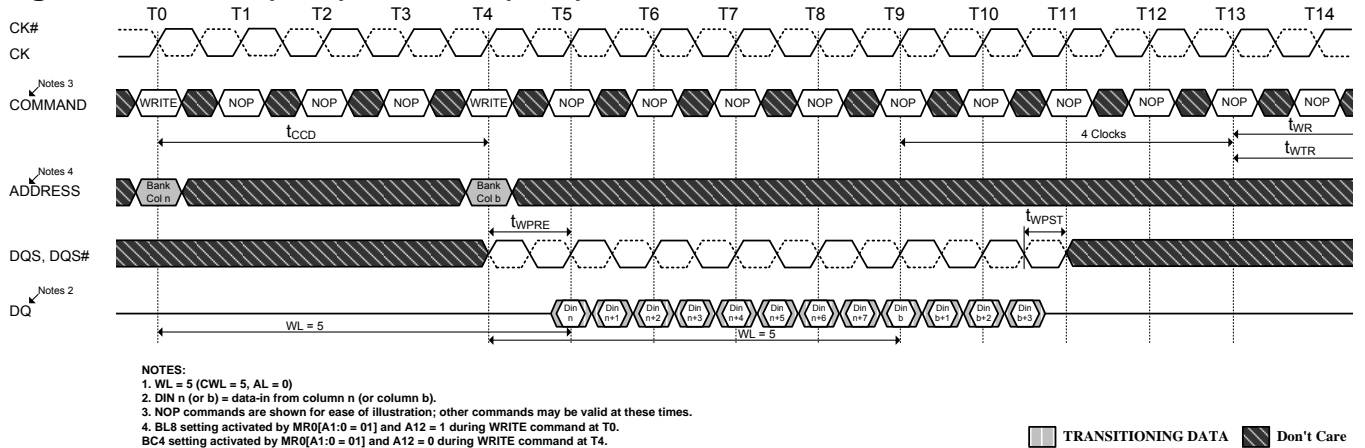 T0 T1 T2 T3 T4 T5 T6 T7 T8 T9 T10 T11 T12 T13 T14
CK#
CK
Notes 3
COMMAND
WRITE NOP NOP NOP WRITE NOP NOP NOP NOP NOP NOP NOP NOP NOP NOP
tCCD
4 Clocks
tWR
tWTR
Notes 4
ADDRESS
Bank Col n
Bank Col b
tWPRE
tWPST
DQS, DQS#
Notes 2
DQ
Din n Din n+1 Din n+2 Din n+3 Din n+4 Din n+5 Din n+6 Din n+7 Din b Din b+1 Din b+2 Din b+3
WL = 5
WL = 5
NOTES:
1. WL = 5 (CWL = 5, AL = 0)
2. DIN n (or b) = data-in from column n (or column b).
3. NOP commands are shown for ease of illustration; other commands may be valid at these times.
4. BL8 setting activated by MR0[A1:0 = 01] and A12 = 1 during WRITE command at T0.
BC4 setting activated by MR0[A1:0 = 01] and A12 = 0 during WRITE command at T4.
TRANSITIONING DATA
Don't Care